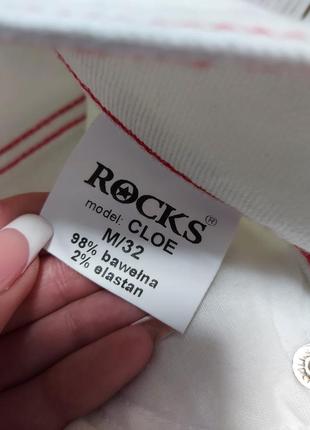 ROCKS®
model: CLOE
M/32
98% bawełna
2% elastan